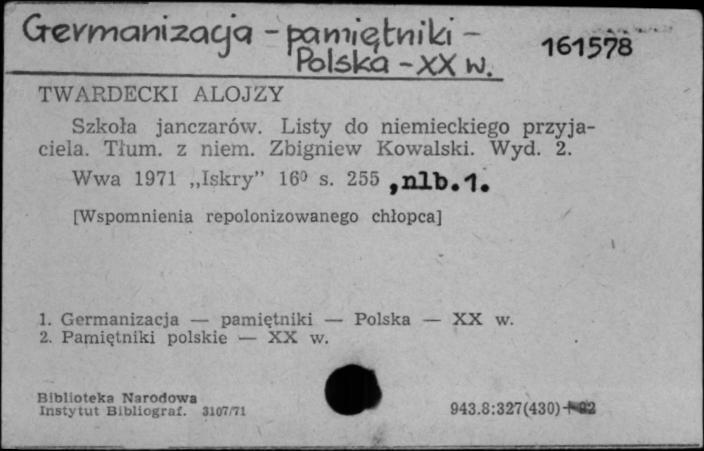 Germanizacja - pamiętniki -
Polska - XX w.
161578
TWARDECKI ALOJZY
Szkoła janczarów. Listy do niemieckiego przyja-
ciela. Tłum. z niem. Zbigniew Kowalski. Wyd. 2.
Wwa 1971 „Iskry” 16⁰ s. 255 , nlb. 1.
[Wspomnienia repolonizowanego chłopca]
1. Germanizacja — pamiętniki — Polska — XX w.
2. Pamiętniki polskie — XX w.
Biblioteka Narodowa
Instytut Bibliograf. 3107/71
943.8:327(430)